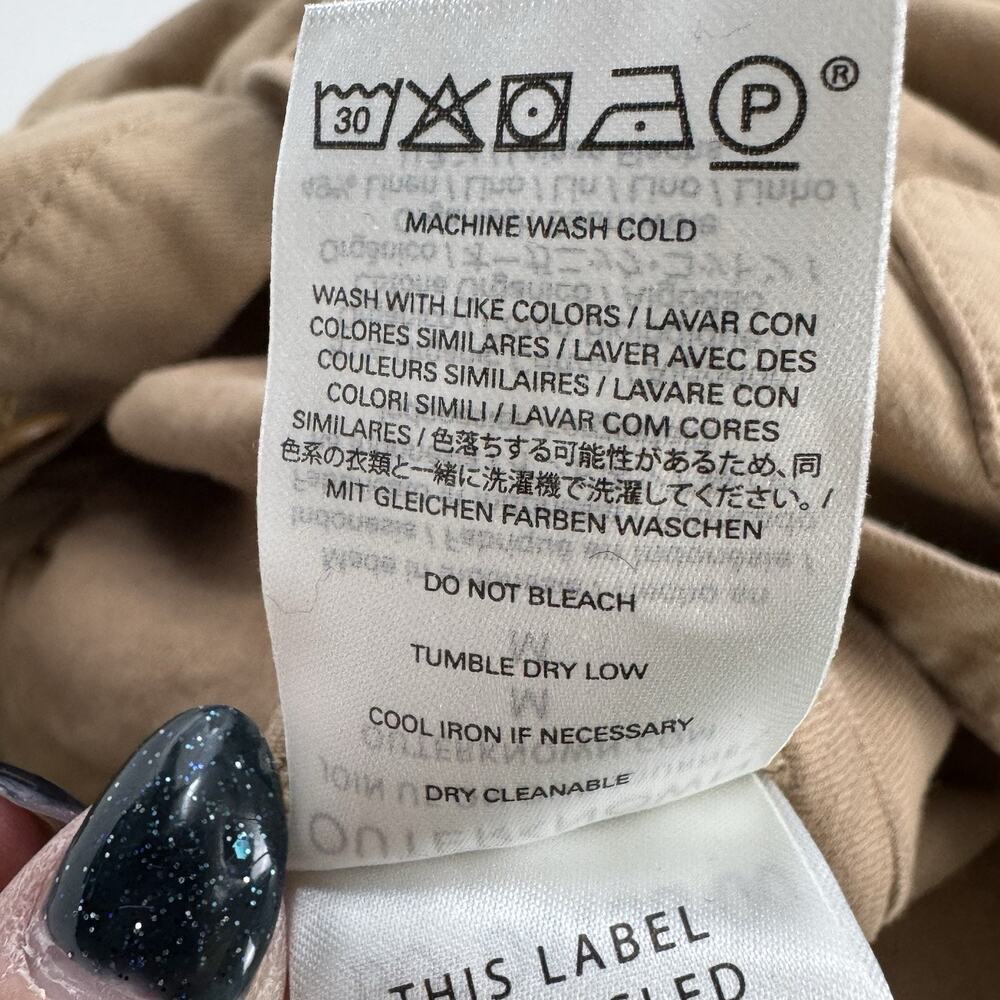 30 P ®
MACHINE WASH COLD
WASH WITH LIKE COLORS / LAVAR CON
COLORES SIMILARES / LAVER AVEC DES
COULEURS SIMILAIRES / LAVARE CON
COLORI SIMILI / LAVAR COM CORES
SIMILARES / 色落ちする可能性があるため、同
色系の衣類と一緒に洗濯機で洗濯してください。/
MIT GLEICHEN FARBEN WASCHEN
DO NOT BLEACH
TUMBLE DRY LOW
COOL IRON IF NECESSARY
DRY CLEANABLE
THIS LABEL